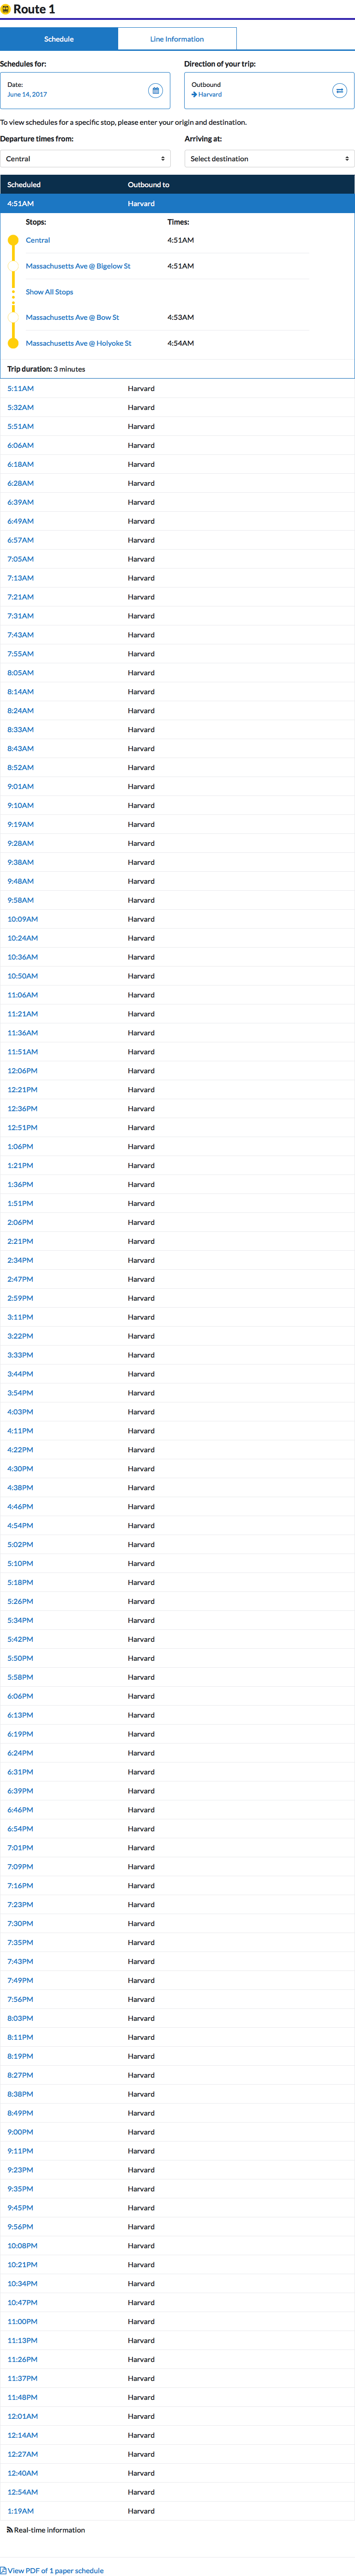 Route 1
Schedule Line Information
Schedules for: Direction of your trip:
Date: Outbound
June 14, 2017 Harvard
To view schedules for a specific stop, please enter your origin and destination.
Departure times from: Arriving at:
Central Select destination
Scheduled Outbound to
4:51AM Harvard
Stops: Times:
Central 4:51AM
Massachusetts Ave @ Bigelow St 4:51AM
Show All Stops
Massachusetts Ave @ Bow St 4:53AM
Massachusetts Ave @ Holyoke St 4:54AM
Trip duration: 3 minutes
5:11AM Harvard
5:32AM Harvard
5:51AM Harvard
6:06AM Harvard
6:18AM Harvard
6:28AM Harvard
6:39AM Harvard
6:49AM Harvard
6:57AM Harvard
7:05AM Harvard
7:13AM Harvard
7:21AM Harvard
7:31AM Harvard
7:43AM Harvard
7:55AM Harvard
8:05AM Harvard
8:14AM Harvard
8:24AM Harvard
8:33AM Harvard
8:43AM Harvard
8:52AM Harvard
9:01AM Harvard
9:10AM Harvard
9:19AM Harvard
9:28AM Harvard
9:38AM Harvard
9:48AM Harvard
9:58AM Harvard
10:09AM Harvard
10:24AM Harvard
10:36AM Harvard
10:50AM Harvard
11:06AM Harvard
11:21AM Harvard
11:36AM Harvard
11:51AM Harvard
12:06PM Harvard
12:21PM Harvard
12:36PM Harvard
12:51PM Harvard
1:06PM Harvard
1:21PM Harvard
1:36PM Harvard
1:51PM Harvard
2:06PM Harvard
2:21PM Harvard
2:34PM Harvard
2:47PM Harvard
2:59PM Harvard
3:11PM Harvard
3:22PM Harvard
3:33PM Harvard
3:44PM Harvard
3:54PM Harvard
4:03PM Harvard
4:11PM Harvard
4:22PM Harvard
4:30PM Harvard
4:38PM Harvard
4:46PM Harvard
4:54PM Harvard
5:02PM Harvard
5:10PM Harvard
5:18PM Harvard
5:26PM Harvard
5:34PM Harvard
5:42PM Harvard
5:50PM Harvard
5:58PM Harvard
6:06PM Harvard
6:13PM Harvard
6:19PM Harvard
6:24PM Harvard
6:31PM Harvard
6:39PM Harvard
6:46PM Harvard
6:54PM Harvard
7:01PM Harvard
7:09PM Harvard
7:16PM Harvard
7:23PM Harvard
7:30PM Harvard
7:35PM Harvard
7:43PM Harvard
7:49PM Harvard
7:56PM Harvard
8:03PM Harvard
8:11PM Harvard
8:19PM Harvard
8:27PM Harvard
8:38PM Harvard
8:49PM Harvard
9:00PM Harvard
9:11PM Harvard
9:23PM Harvard
9:35PM Harvard
9:45PM Harvard
9:56PM Harvard
10:08PM Harvard
10:21PM Harvard
10:34PM Harvard
10:47PM Harvard
11:00PM Harvard
11:13PM Harvard
11:26PM Harvard
11:37PM Harvard
11:48PM Harvard
12:01AM Harvard
12:14AM Harvard
12:27AM Harvard
12:40AM Harvard
12:54AM Harvard
1:19AM Harvard
Real-time information
View PDF of 1 paper schedule